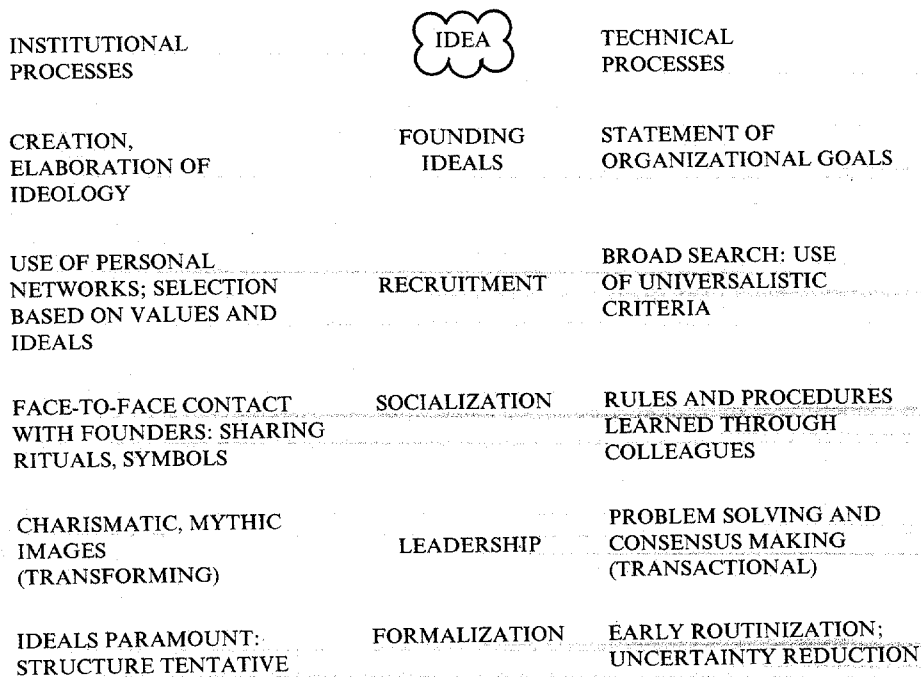 INSTITUTIONAL
PROCESSES
IDEA
TECHNICAL
PROCESSES
CREATION,
ELABORATION OF
IDEOLOGY
FOUNDING
IDEALS
STATEMENT OF
ORGANIZATIONAL GOALS
USE OF PERSONAL
NETWORKS; SELECTION
BASED ON VALUES AND
IDEALS
RECRUITMENT
BROAD SEARCH: USE
OF UNIVERSALISTIC
CRITERIA
FACE-TO-FACE CONTACT
WITH FOUNDERS: SHARING
RITUALS, SYMBOLS
SOCIALIZATION
RULES AND PROCEDURES
LEARNED THROUGH
COLLEAGUES
CHARISMATIC, MYTHIC
IMAGES
(TRANSFORMING)
LEADERSHIP
PROBLEM SOLVING AND
CONSENSUS MAKING
(TRANSACTIONAL)
IDEALS PARAMOUNT:
STRUCTURE TENTATIVE
FORMALIZATION
EARLY ROUTINIZATION;
UNCERTAINTY REDUCTION